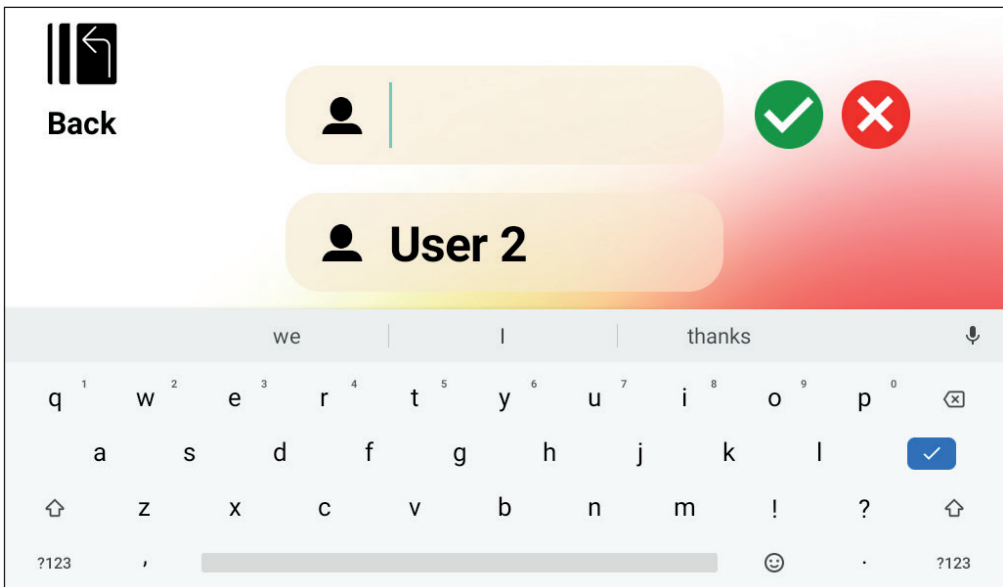 Back
User 2
we I thanks
q 1 w 2 e 3 r 4 t 5 y 6 u 7 i 8 o 9 p 0
a s d f g h j k l
z x c v b n m ! ?
?123 , . ?123